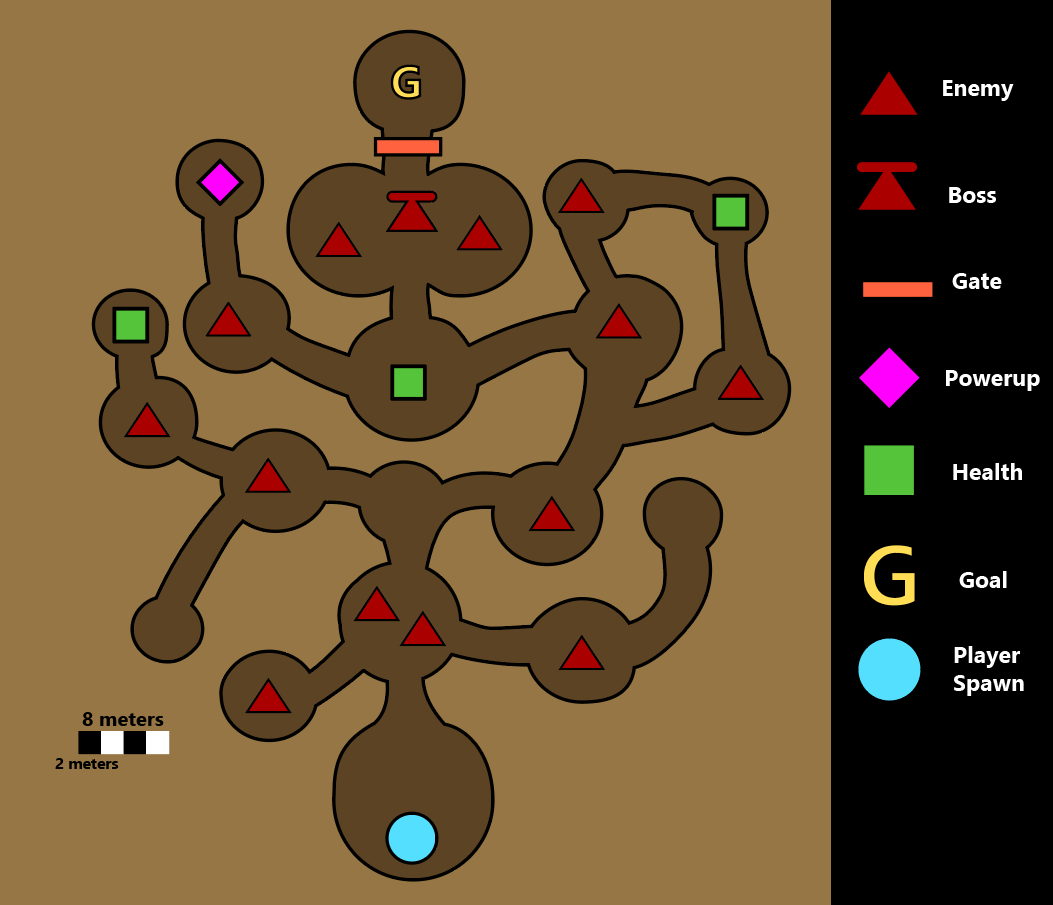 G
8 meters
2 meters
Enemy
Boss
Gate
Powerup
Health
G Goal
Player
Spawn